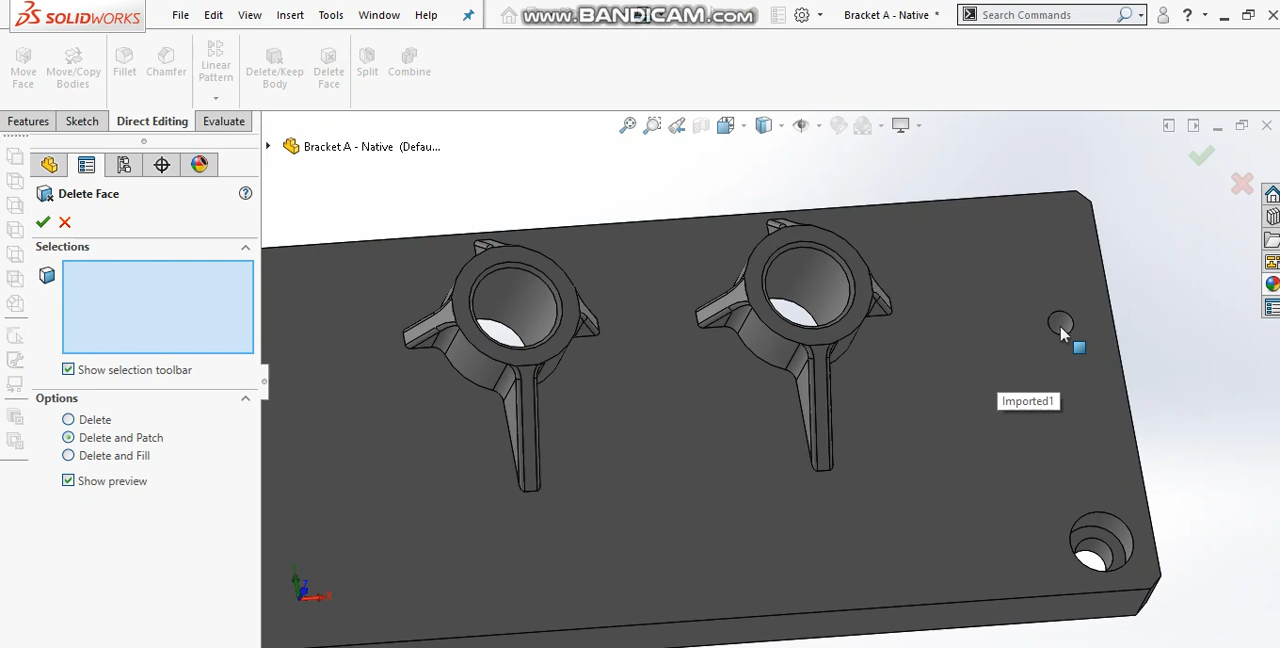 SOLIDWORKS
File Edit View Insert Tools Window Help
www.BANDICAM.com
Bracket A - Native *
Search Commands
?
Move Face
Move/Copy Bodies
Fillet
Chamfer
Linear Pattern
Delete/Keep Body
Delete Face
Split
Combine
Features Sketch Direct Editing Evaluate
Bracket A - Native (Defau...
Delete Face
?
Selections
Show selection toolbar
Options
Delete
Delete and Patch
Delete and Fill
Show preview
Imported1